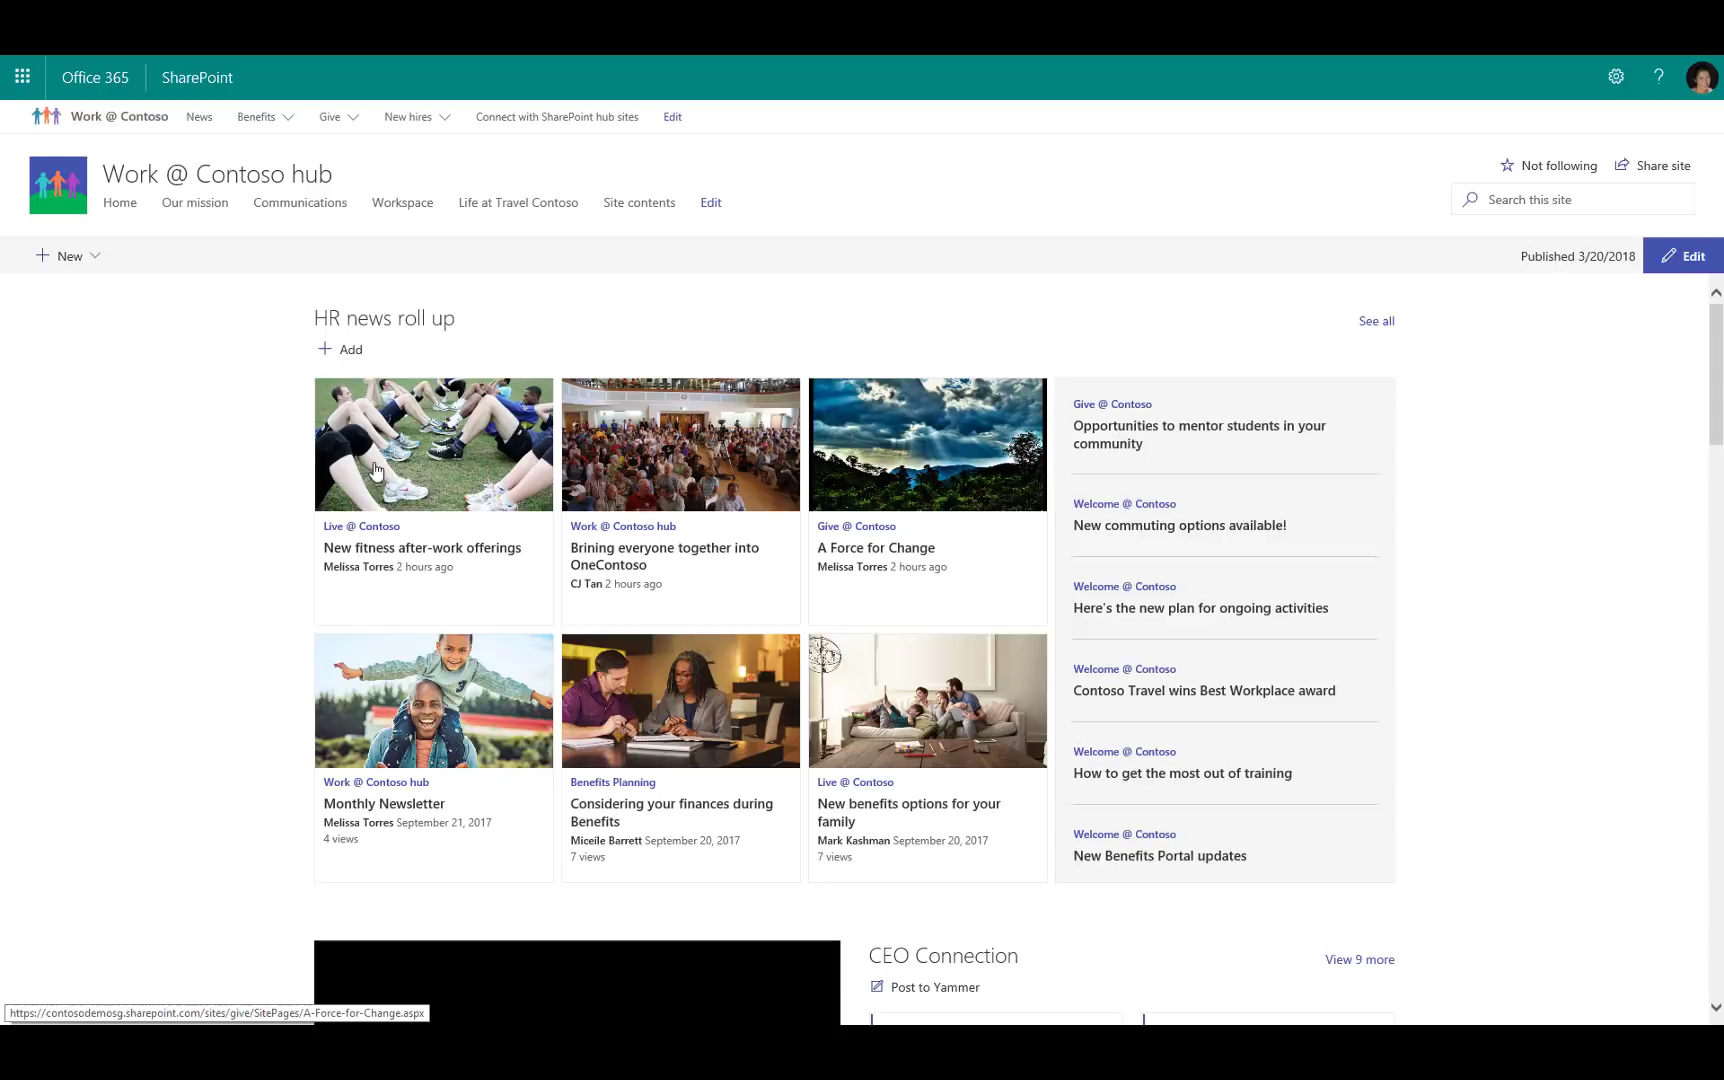 Office 365
SharePoint
?
Work @ Contoso
News
Benefits
Give
New hires
Connect with SharePoint hub sites
Edit
Work @ Contoso hub
Not following
Share site
Home
Our mission
Communications
Workspace
Life at Travel Contoso
Site contents
Edit
Search this site
New
Published 3/20/2018
Edit
HR news roll up
See all
Add
Live @ Contoso
New fitness after-work offerings
Melissa Torres 2 hours ago
Work @ Contoso hub
Brining everyone together into
OneContoso
CJ Tan 2 hours ago
Give @ Contoso
A Force for Change
Melissa Torres 2 hours ago
Work @ Contoso hub
Monthly Newsletter
Melissa Torres September 21, 2017
4 views
Benefits Planning
Considering your finances during
Benefits
Miceile Barrett September 20, 2017
7 views
Live @ Contoso
New benefits options for your
family
Mark Kashman September 20, 2017
7 views
Give @ Contoso
Opportunities to mentor students in your
community
Welcome @ Contoso
New commuting options available!
Welcome @ Contoso
Here's the new plan for ongoing activities
Welcome @ Contoso
Contoso Travel wins Best Workplace award
Welcome @ Contoso
How to get the most out of training
Welcome @ Contoso
New Benefits Portal updates
CEO Connection
View 9 more
Post to Yammer
https://contosodemosg.sharepoint.com/sites/give/SitePages/A-Force-for-Change.aspx